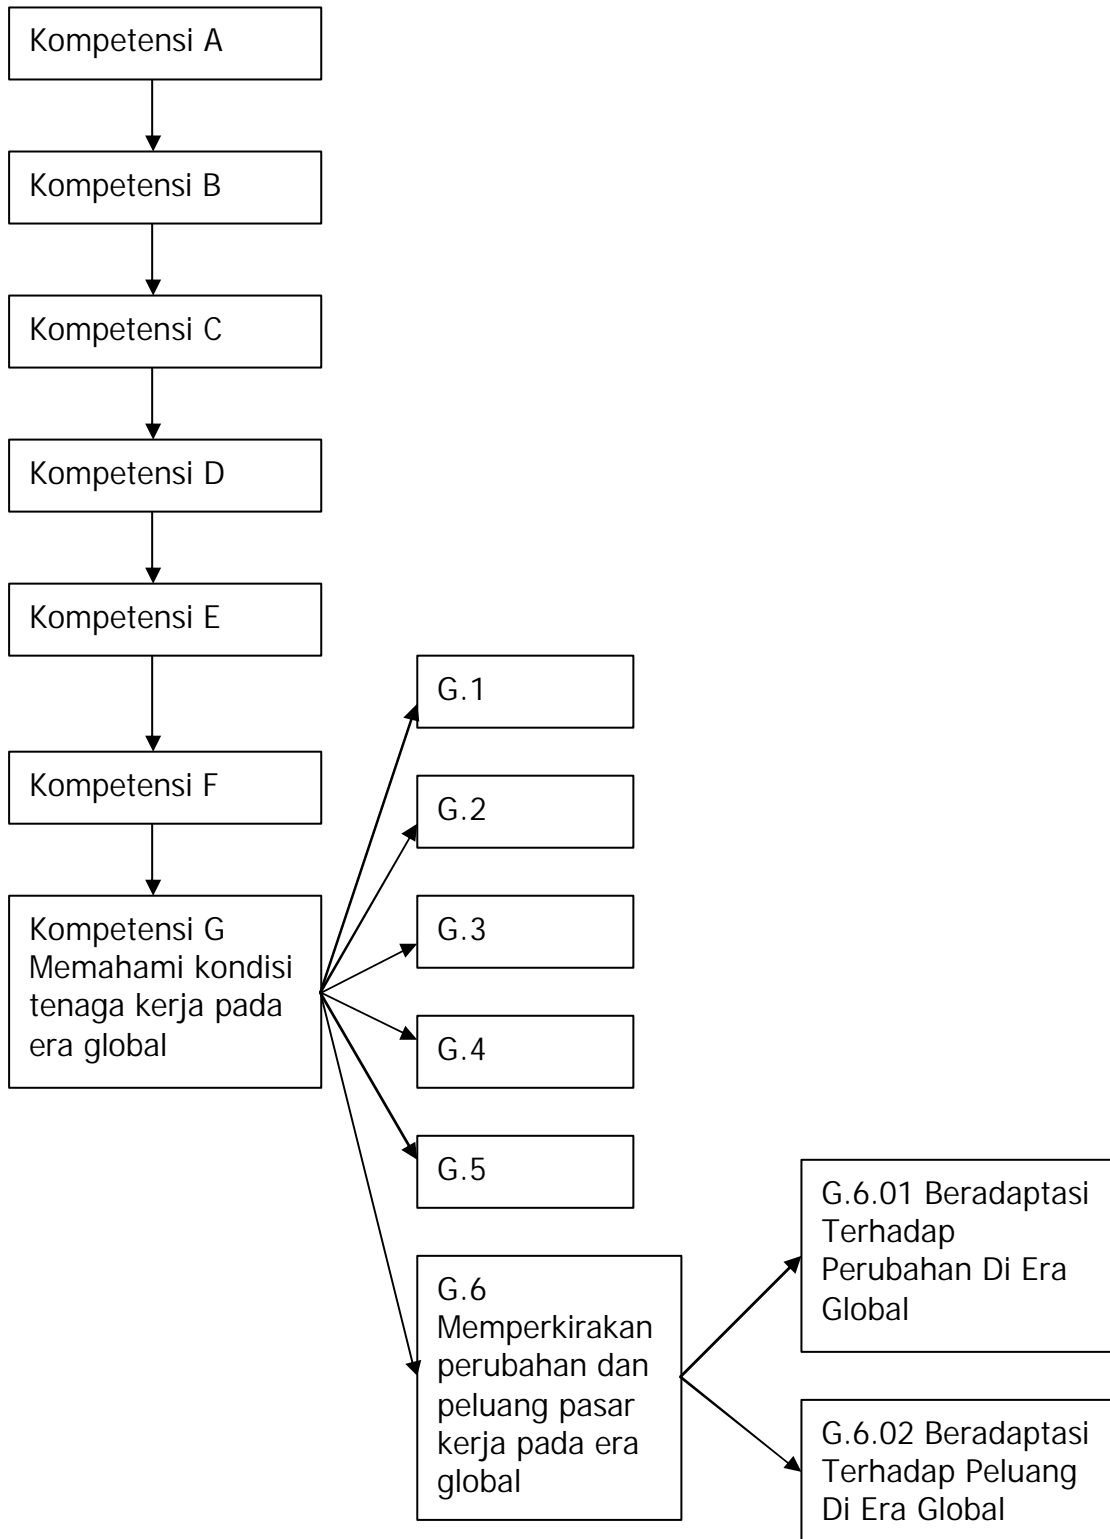 Kompetensi A
Kompetensi B
Kompetensi C
Kompetensi D
Kompetensi E
Kompetensi F
Kompetensi G
Memahami kondisi
tenaga kerja pada
era global
G.1
G.2
G.3
G.4
G.5
G.6
Memperkirakan
perubahan dan
peluang pasar
kerja pada era
global
G.6.01 Beradaptasi
Terhadap
Perubahan Di Era
Global
G.6.02 Beradaptasi
Terhadap Peluang
Di Era Global